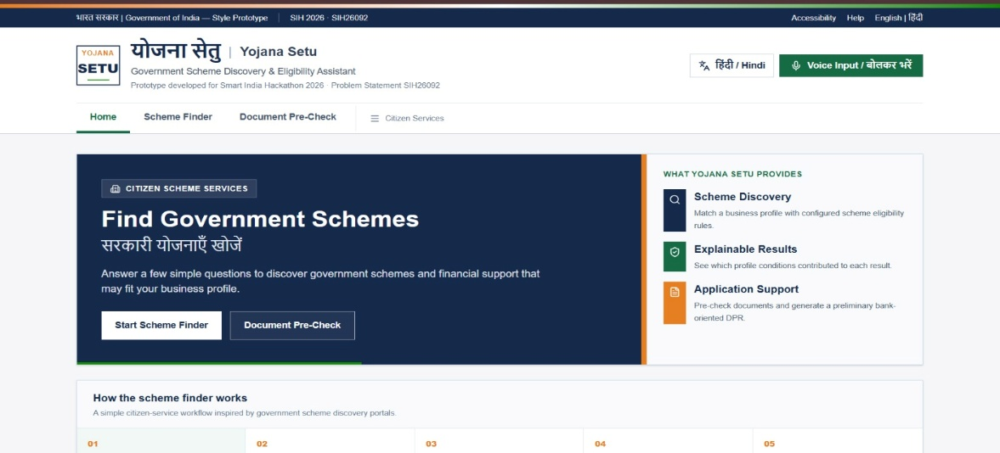 भारत सरकार | Government of India — Style Prototype
SIH 2026 · SIH26092
Accessibility Help English | हिंदी
YOJANA
SETU
योजना सेतु | Yojana Setu
Government Scheme Discovery & Eligibility Assistant
Prototype developed for Smart India Hackathon 2026 · Problem Statement SIH26092
हिंदी / Hindi
Voice Input / बोलकर भरें
Home
Scheme Finder
Document Pre-Check
Citizen Services
CITIZEN SCHEME SERVICES
Find Government Schemes
सरकारी योजनाएँ खोजें
Answer a few simple questions to discover government schemes and financial support that
may fit your business profile.
Start Scheme Finder
Document Pre-Check
WHAT YOJANA SETU PROVIDES
Scheme Discovery
Match a business profile with configured scheme eligibility
rules.
Explainable Results
See which profile conditions contributed to each result.
Application Support
Pre-check documents and generate a preliminary bank-
oriented DPR.
How the scheme finder works
A simple citizen-service workflow inspired by government scheme discovery portals.
01
02
03
04
05